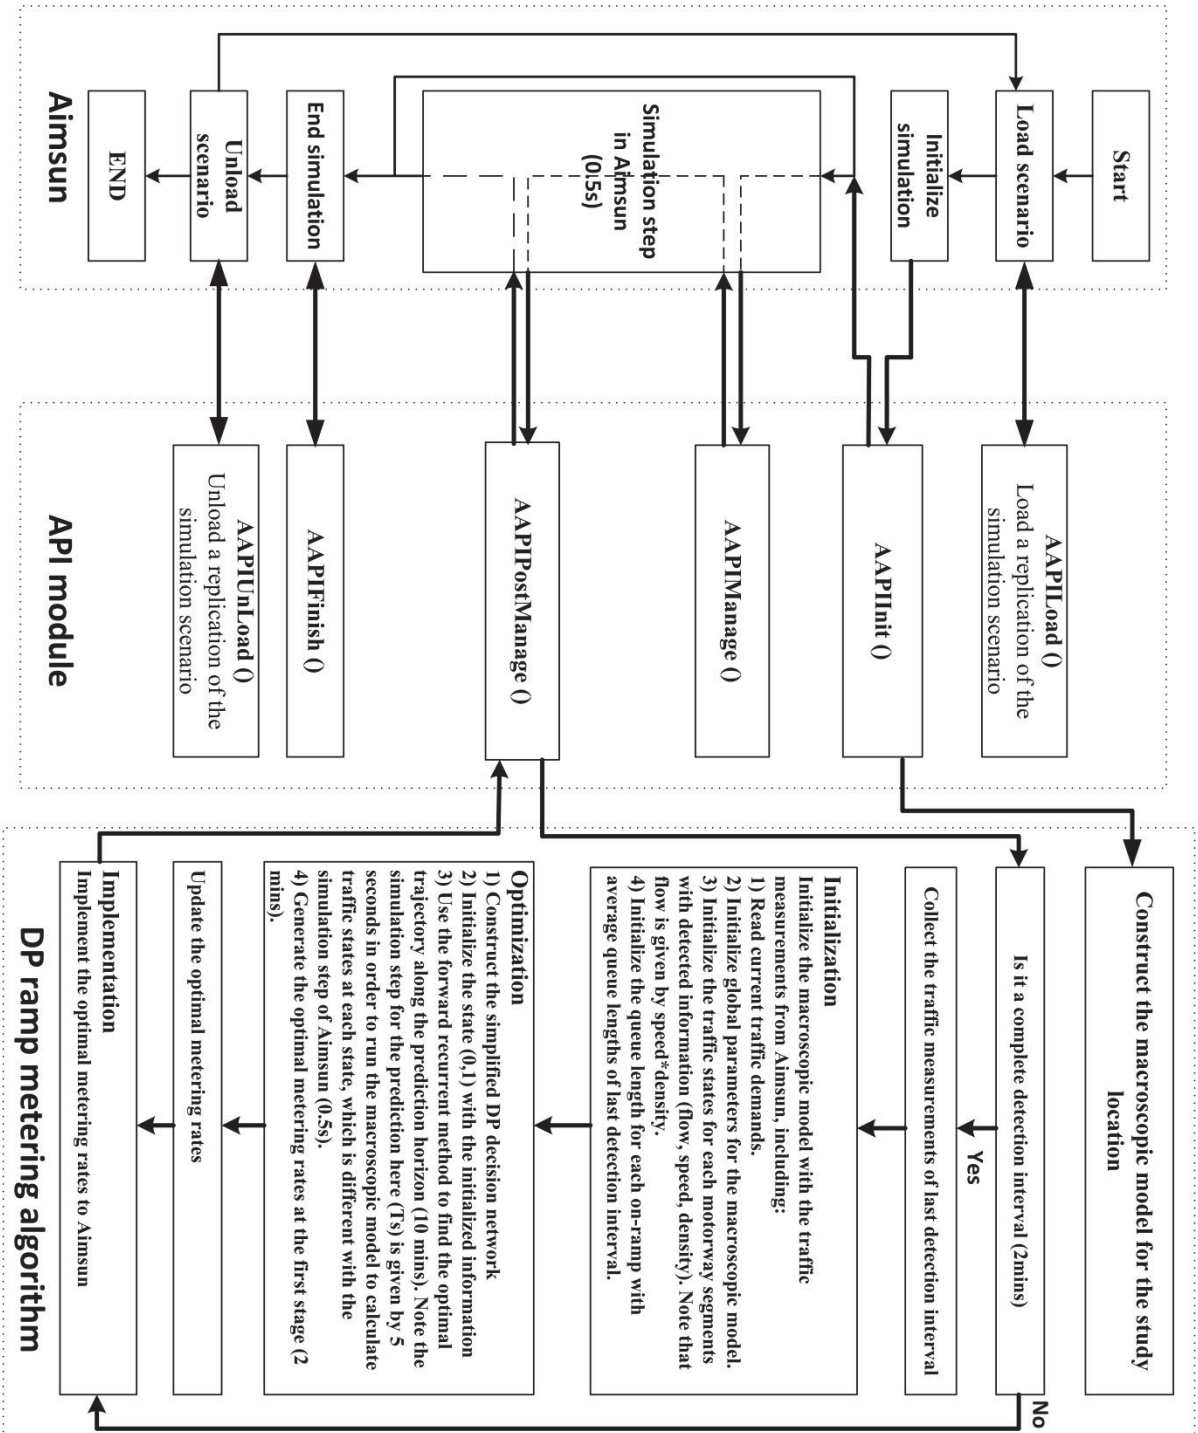 Start
Load scenario
Initialize
simulation
Simulation step
in Aimsun
(0.5s)
End simulation
Unload
scenario
END
Aimsun
AAPILoad ()
Load a replication of the
simulation scenario
AAPIInit ()
AAPIManage ()
AAPIPostManage ()
AAPIFinish ()
AAPIUnLoad ()
Unload a replication of the
simulation scenario
API module
Construct the macroscopic model for the study
location
Is it a complete detection interval (2mins)
No
Yes
Collect the traffic measurements of last detection interval
Initialization
Initialize the macroscopic model with the traffic
measurements from Aimsun, including:
1) Read current traffic demands.
2) Initialize global parameters for the macroscopic model.
3) Initialize the traffic states for each motorway segments
with detected information (flow, speed, density). Note that
flow is given by speed*density.
4) Initialize the queue length for each on-ramp with
average queue lengths of last detection interval.
Optimization
1) Construct the simplified DP decision network
2) Initialize the state (0,1) with the initialized information
3) Use the forward recurrent method to find the optimal
trajectory along the prediction horizon (10 mins). Note the
simulation step for the prediction here (Ts) is given by 5
seconds in order to run the macroscopic model to calculate
traffic states at each state, which is different with the
simulation step of Aimsun (0.5s).
4) Generate the optimal metering rates at the first stage (2
mins).
Update the optimal metering rates
Implementation
Implement the optimal metering rates to Aimsun
DP ramp metering algorithm